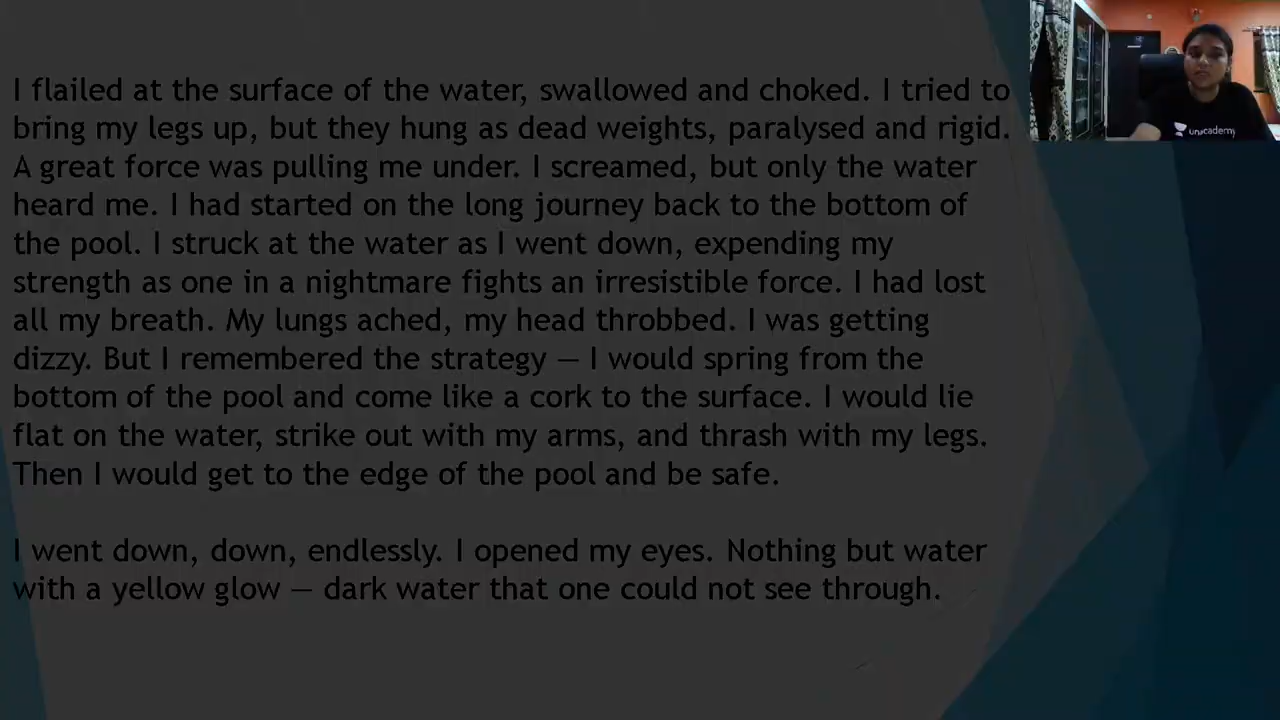 I flailed at the surface of the water, swallowed and choked. I tried to
bring my legs up, but they hung as dead weights, paralysed and rigid.
A great force was pulling me under. I screamed, but only the water
heard me. I had started on the long journey back to the bottom of
the pool. I struck at the water as I went down, expending my
strength as one in a nightmare fights an irresistible force. I had lost
all my breath. My lungs ached, my head throbbed. I was getting
dizzy. But I remembered the strategy — I would spring from the
bottom of the pool and come like a cork to the surface. I would lie
flat on the water, strike out with my arms, and thrash with my legs.
Then I would get to the edge of the pool and be safe.
I went down, down, endlessly. I opened my eyes. Nothing but water
with a yellow glow — dark water that one could not see through.
unacademy